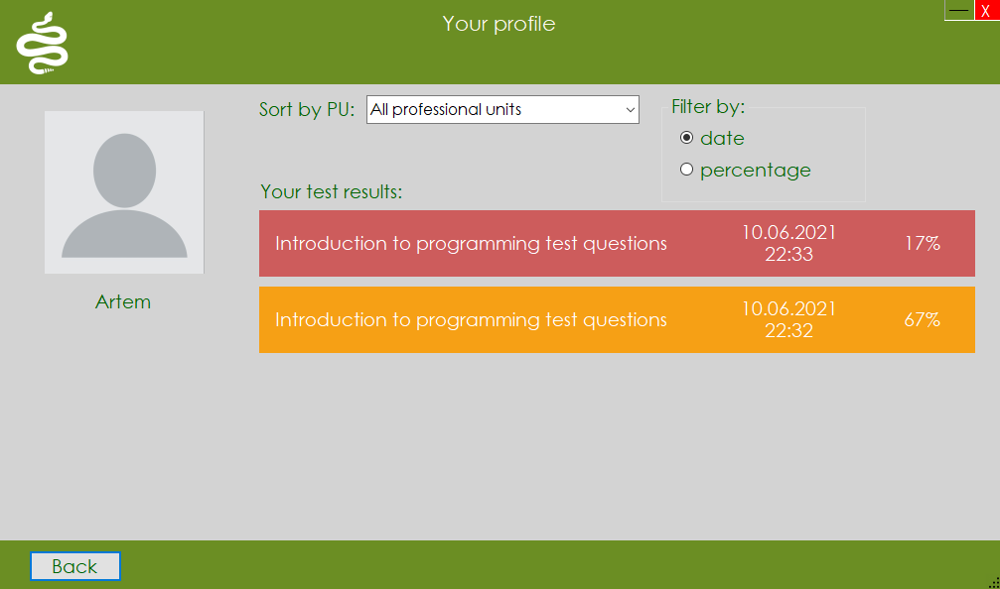 Your profile
X
Sort by PU:
All professional units
Filter by:
date
percentage
Your test results:
Introduction to programming test questions
10.06.2021
22:33
17%
Introduction to programming test questions
10.06.2021
22:32
67%
Artem
Back